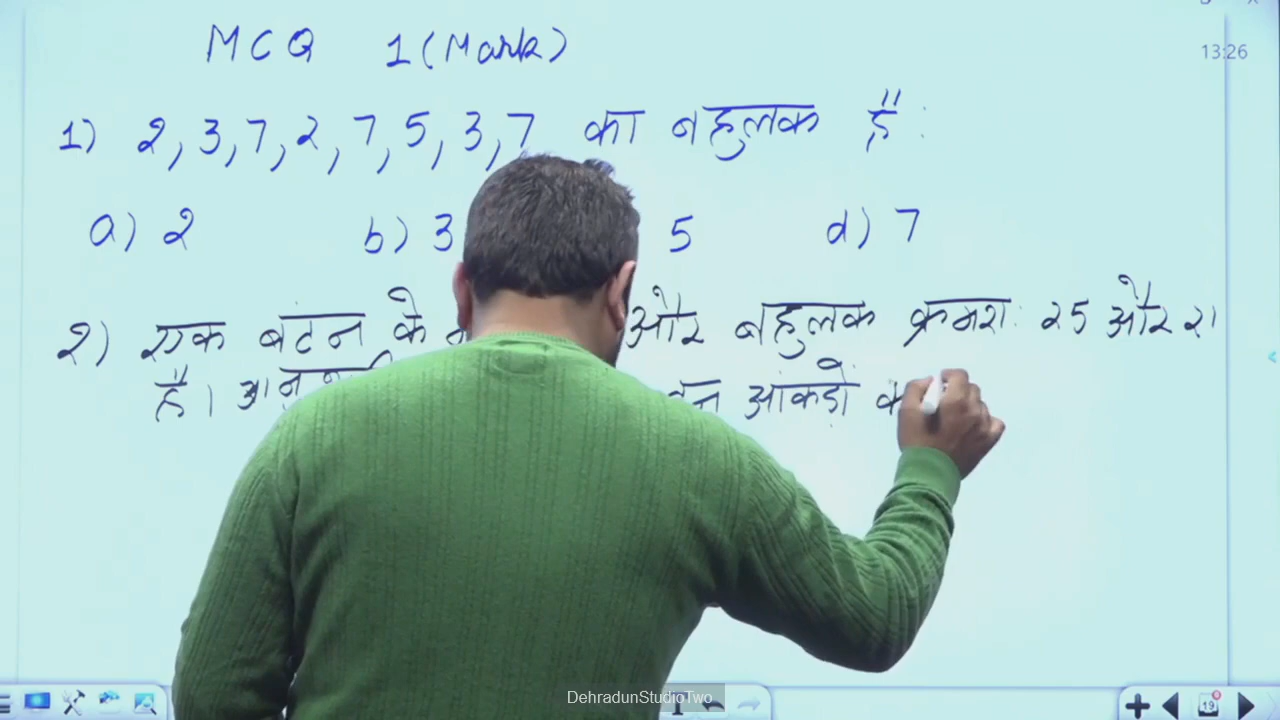 13:26
MCQ 1 (Mark)
1) 2, 3, 7, 2, 7, 5, 3, 7 का बहुलक है :
a) 2 b) 3 5 d) 7
2) एक बंटन के और बहुलक क्रमश: 25 और
है। आंकड़ों
DehradunStudioTwo
19